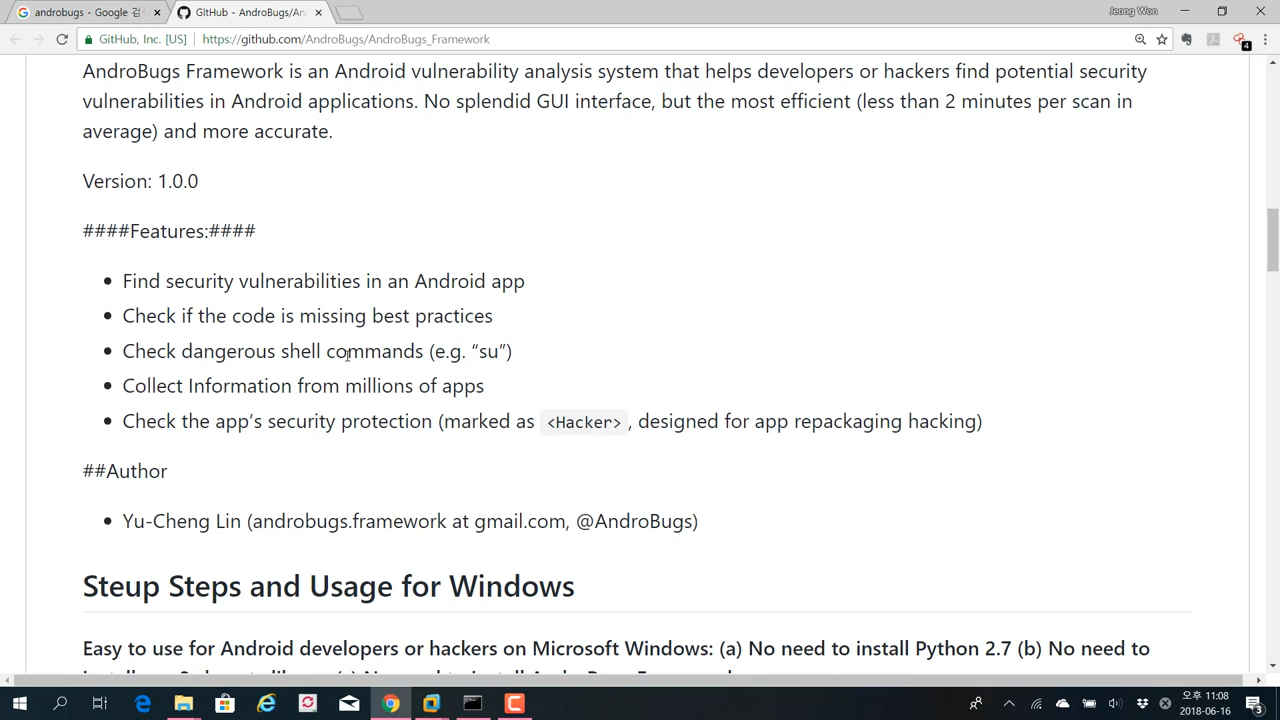 androbugs - Google 검
GitHub - AndroBugs/An
Jeong Won
GitHub, Inc. [US]
https://github.com/AndroBugs/AndroBugs_Framework
4
AndroBugs Framework is an Android vulnerability analysis system that helps developers or hackers find potential security
vulnerabilities in Android applications. No splendid GUI interface, but the most efficient (less than 2 minutes per scan in
average) and more accurate.
Version: 1.0.0
####Features:####
Find security vulnerabilities in an Android app
Check if the code is missing best practices
Check dangerous shell commands (e.g. “su”)
Collect Information from millions of apps
Check the app’s security protection (marked as <Hacker>, designed for app repackaging hacking)
##Author
Yu-Cheng Lin (androbugs.framework at gmail.com, @AndroBugs)
Steup Steps and Usage for Windows
Easy to use for Android developers or hackers on Microsoft Windows: (a) No need to install Python 2.7 (b) No need to
오후 11:08
2018-06-16
3